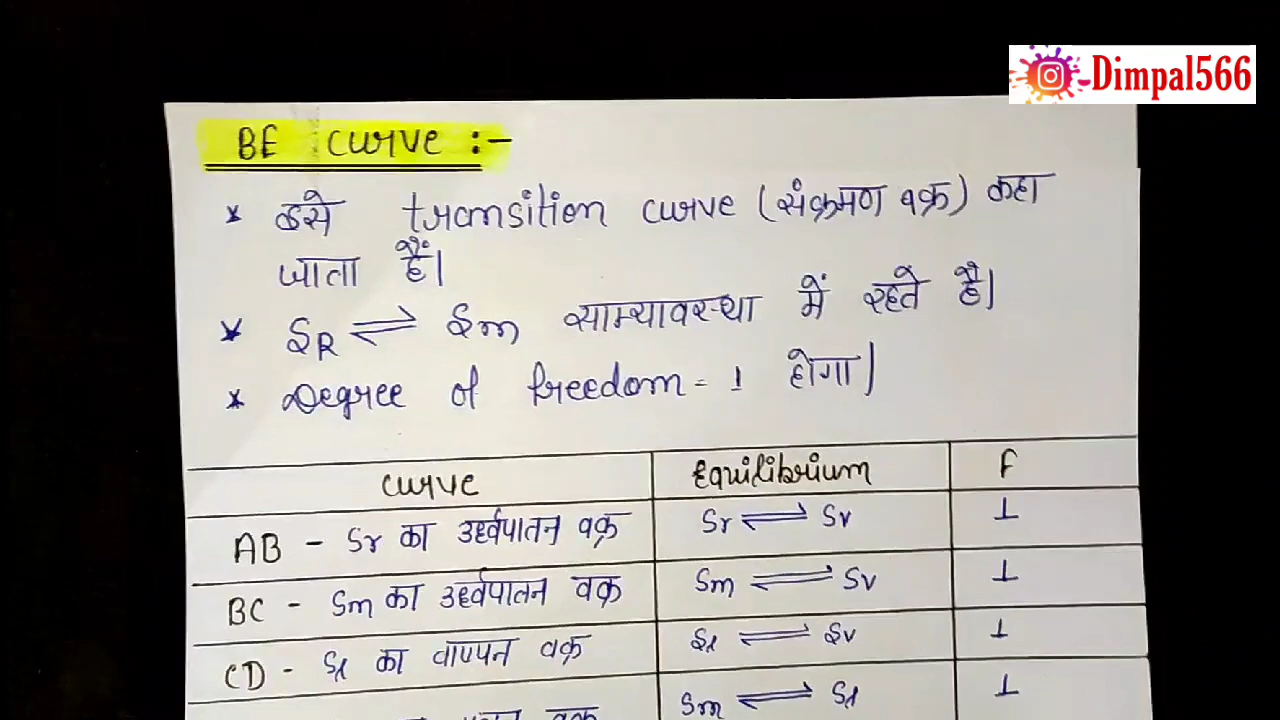 Dimpal566
BE curve :-
* इसे transition curve (संक्रमण वक्र) कहा
जाता हैं।
* SR ⇌ Sm साम्यावस्था में रहते है।
* Degree of freedom = 1 होगा।
curve Equilibrium F
AB - Sr का उर्ध्वपातन वक्र Sr ⇌ Sv 1
BC - Sm का उर्ध्वपातन वक्र Sm ⇌ Sv 1
CD - Sl का वाष्पन वक्र Sl ⇌ Sv 1
वक्र Sm ⇌ Sl 1